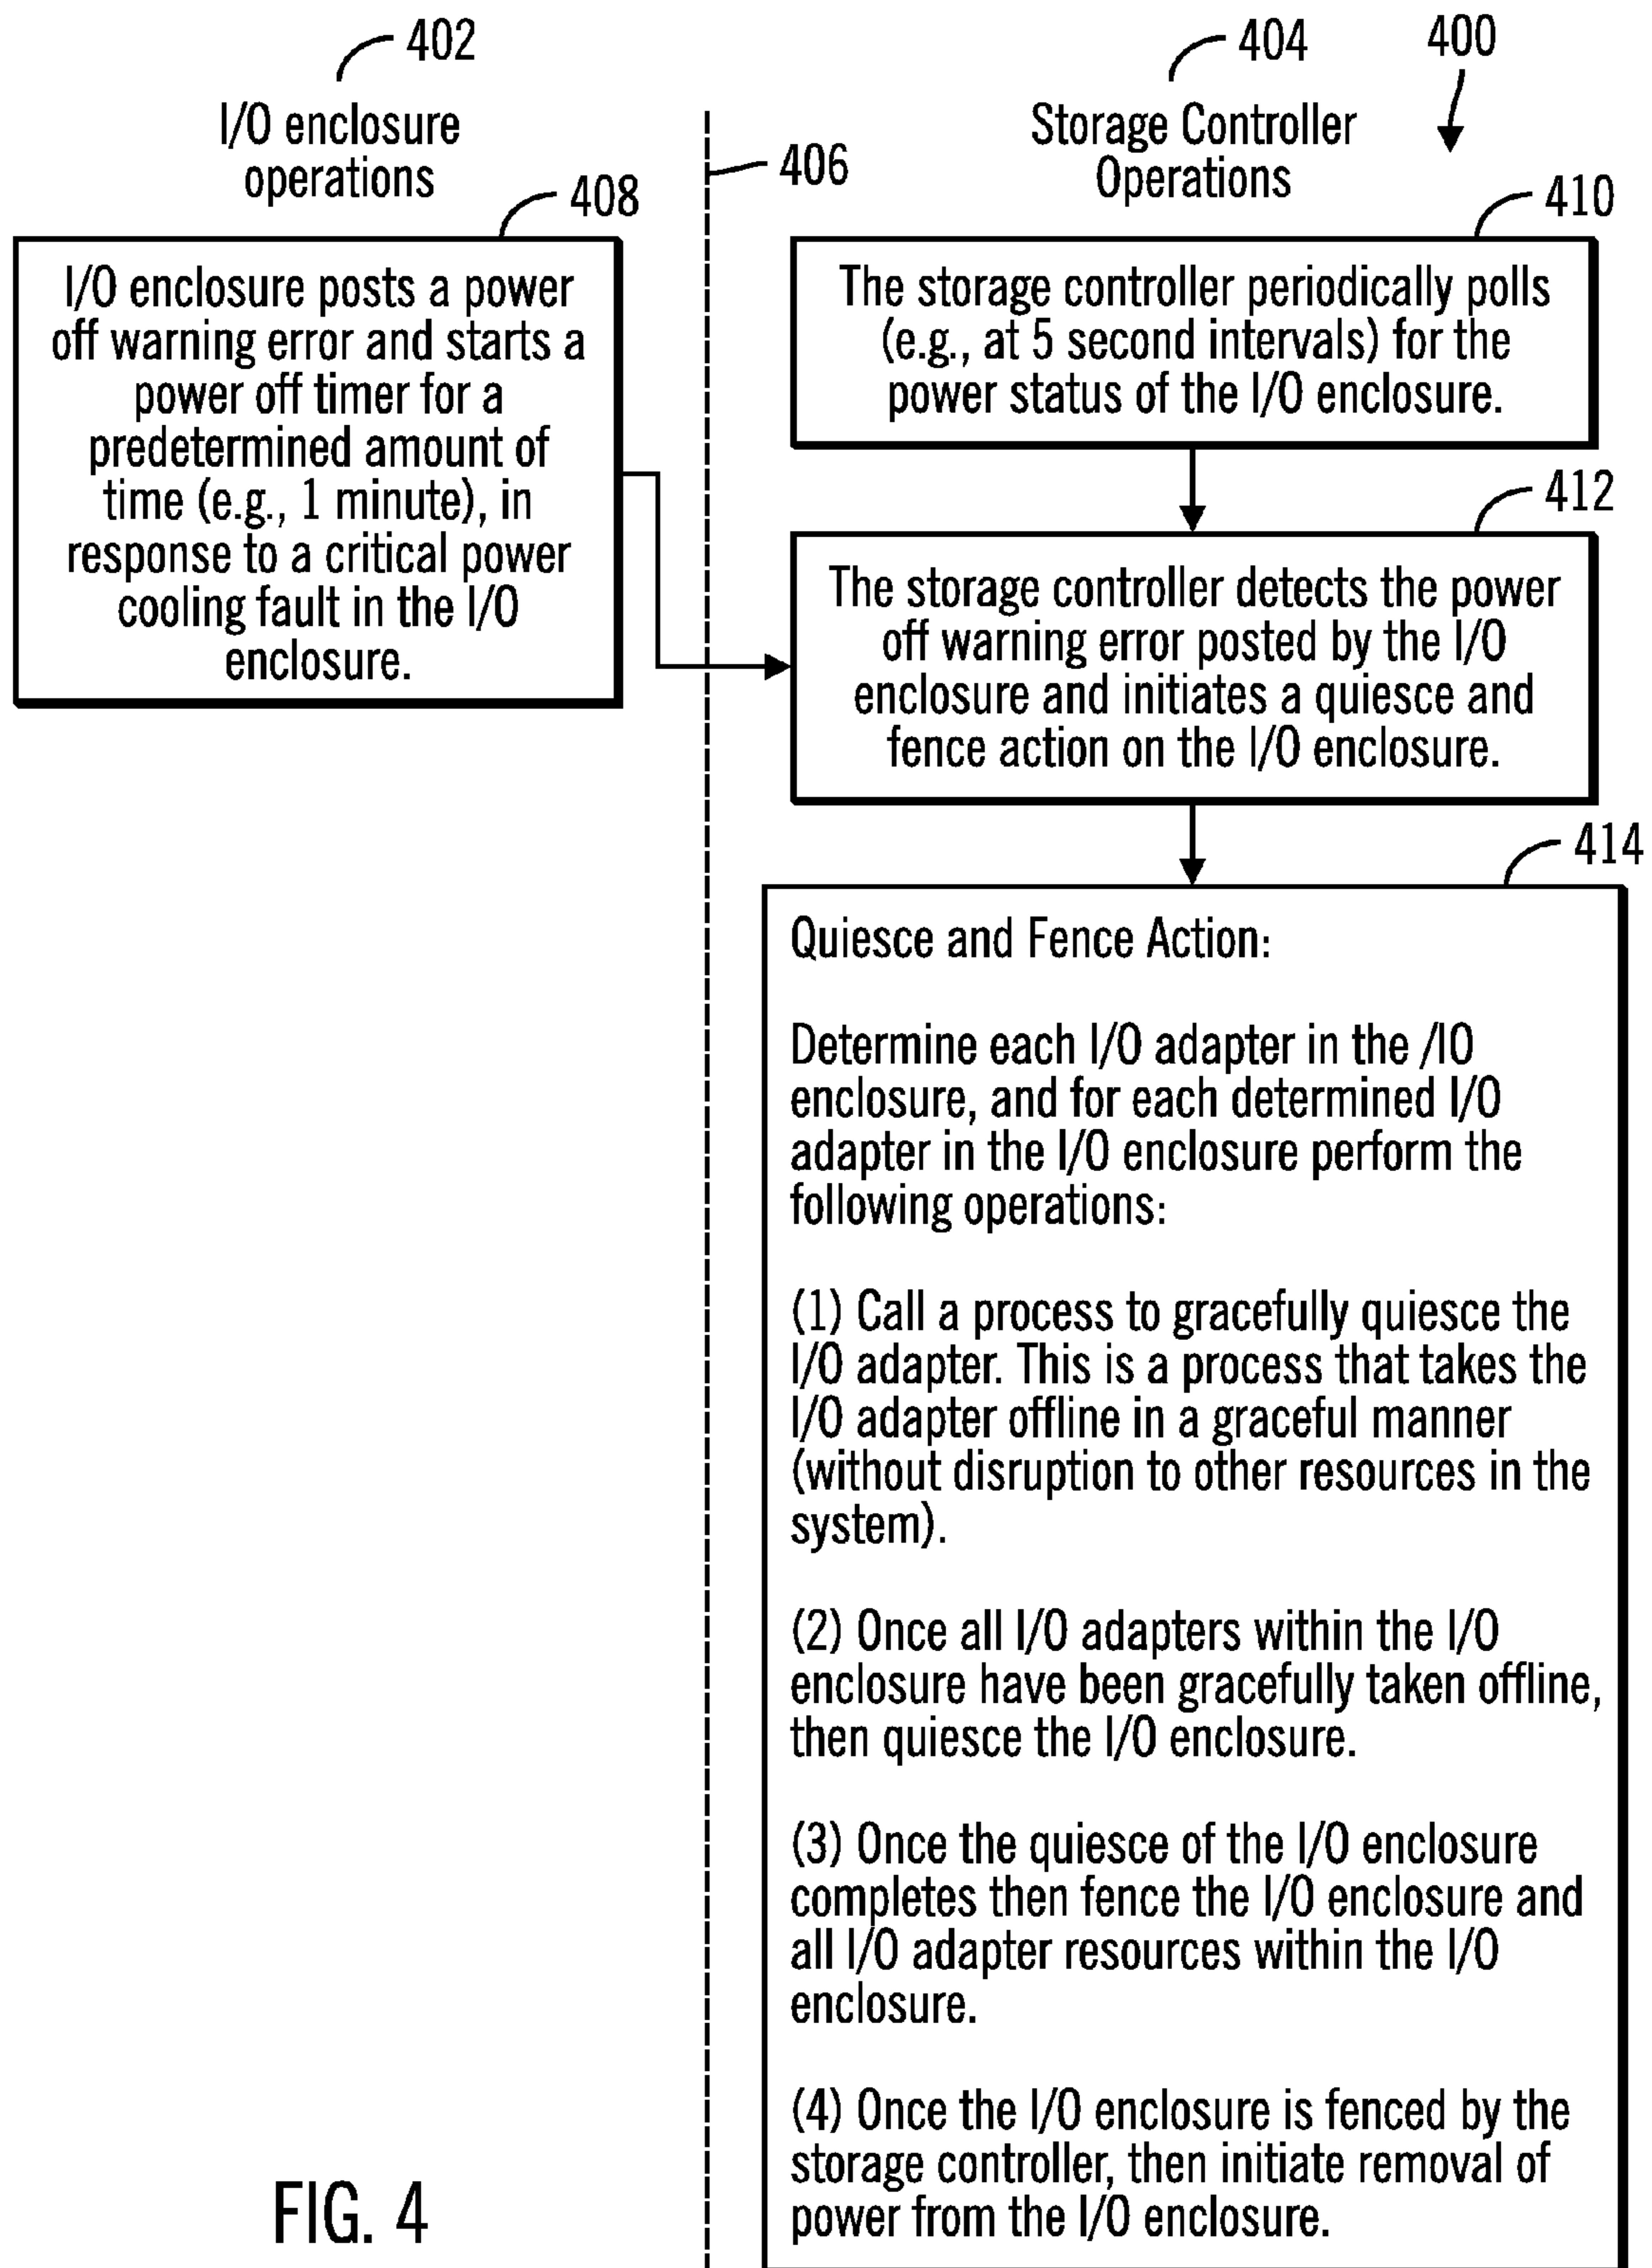 402
I/O enclosure
operations
408
I/O enclosure posts a power
off warning error and starts a
power off timer for a
predetermined amount of
time (e.g., 1 minute), in
response to a critical power
cooling fault in the I/O
enclosure.
406
404
400
Storage Controller
Operations
410
The storage controller periodically polls
(e.g., at 5 second intervals) for the
power status of the I/O enclosure.
412
The storage controller detects the power
off warning error posted by the I/O
enclosure and initiates a quiesce and
fence action on the I/O enclosure.
414
Quiesce and Fence Action:
Determine each I/O adapter in the /IO
enclosure, and for each determined I/O
adapter in the I/O enclosure perform the
following operations:
(1) Call a process to gracefully quiesce the
I/O adapter. This is a process that takes the
I/O adapter offline in a graceful manner
(without disruption to other resources in the
system).
(2) Once all I/O adapters within the I/O
enclosure have been gracefully taken offline,
then quiesce the I/O enclosure.
(3) Once the quiesce of the I/O enclosure
completes then fence the I/O enclosure and
all I/O adapter resources within the I/O
enclosure.
(4) Once the I/O enclosure is fenced by the
storage controller, then initiate removal of
power from the I/O enclosure.
FIG. 4